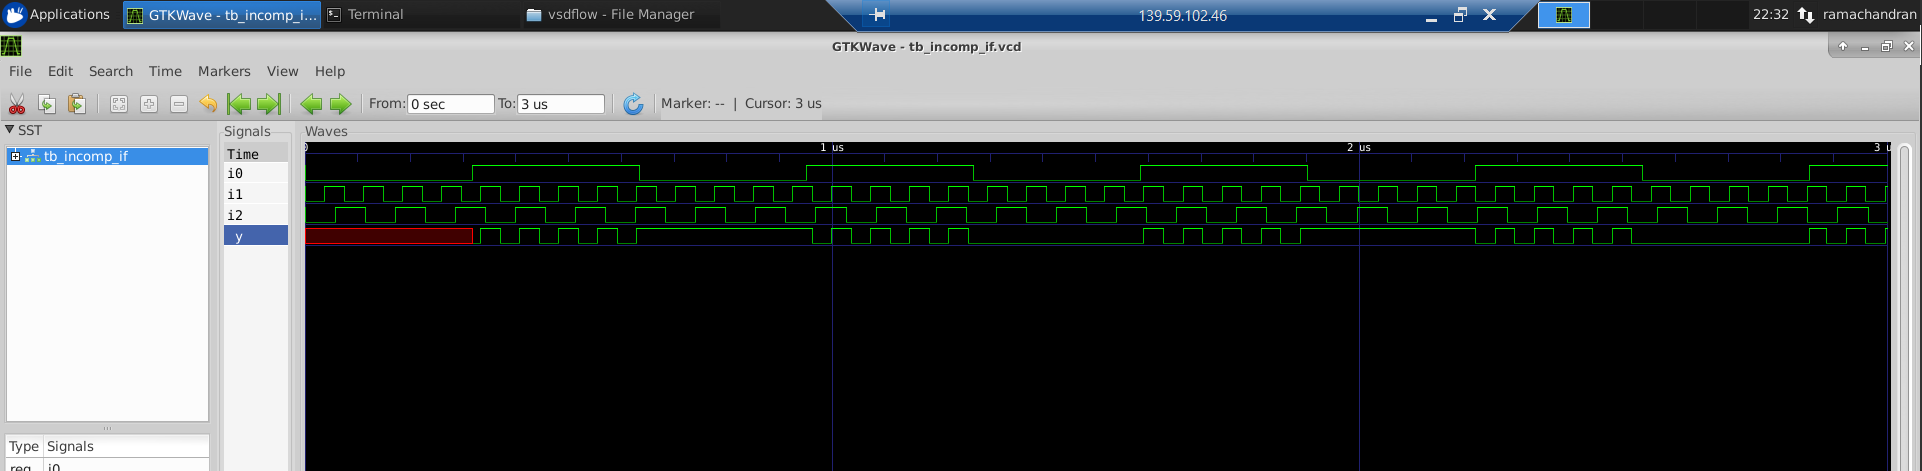 Applications GTKWave - tb_incomp_i... Terminal vsdflow - File Manager 139.59.102.46 22:32 ramachandran
GTKWave - tb_incomp_if.vcd
File Edit Search Time Markers View Help
From: 0 sec To: 3 us Marker: -- | Cursor: 3 us
SST Signals Waves
tb_incomp_if Time 0 1 us 2 us 3 u
i0
i1
i2
y
Type Signals
reg i0